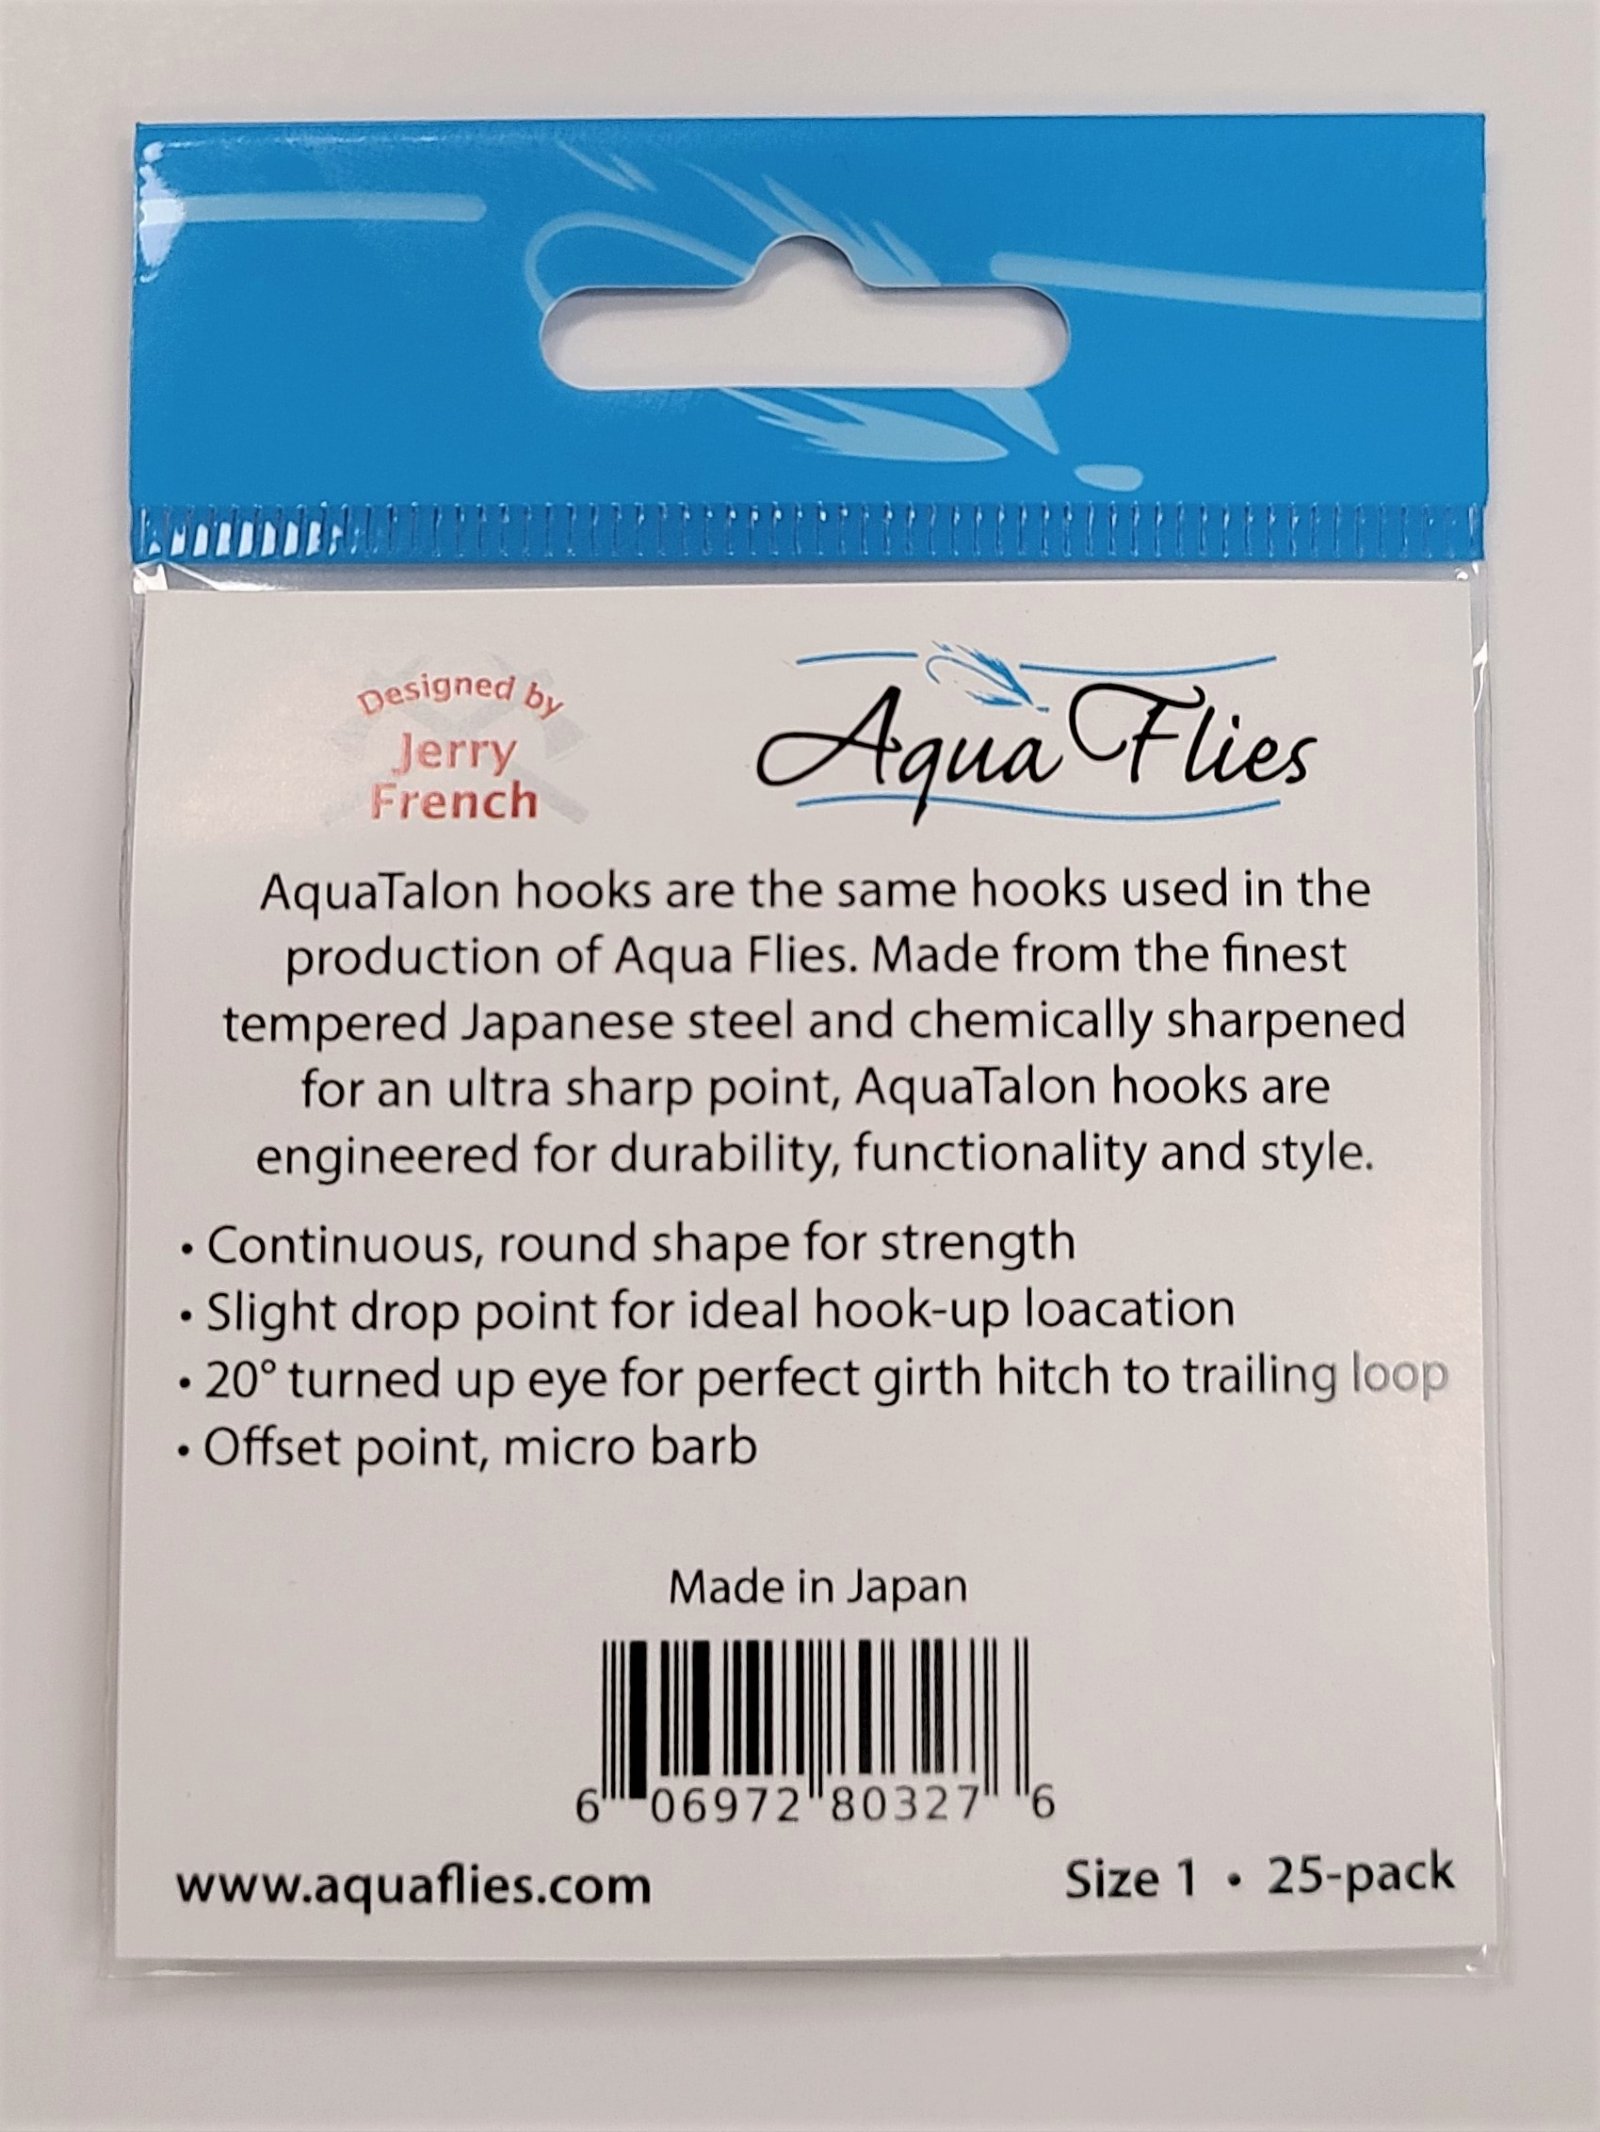 Designed by
Jerry
French
Aqua Flies
AquaTalon hooks are the same hooks used in the
production of Aqua Flies. Made from the finest
tempered Japanese steel and chemically sharpened
for an ultra sharp point, AquaTalon hooks are
engineered for durability, functionality and style.
• Continuous, round shape for strength
• Slight drop point for ideal hook-up loacation
• 20° turned up eye for perfect girth hitch to trailing loop
• Offset point, micro barb
Made in Japan
6 06972 80327 6
www.aquaflies.com
Size 1 • 25-pack